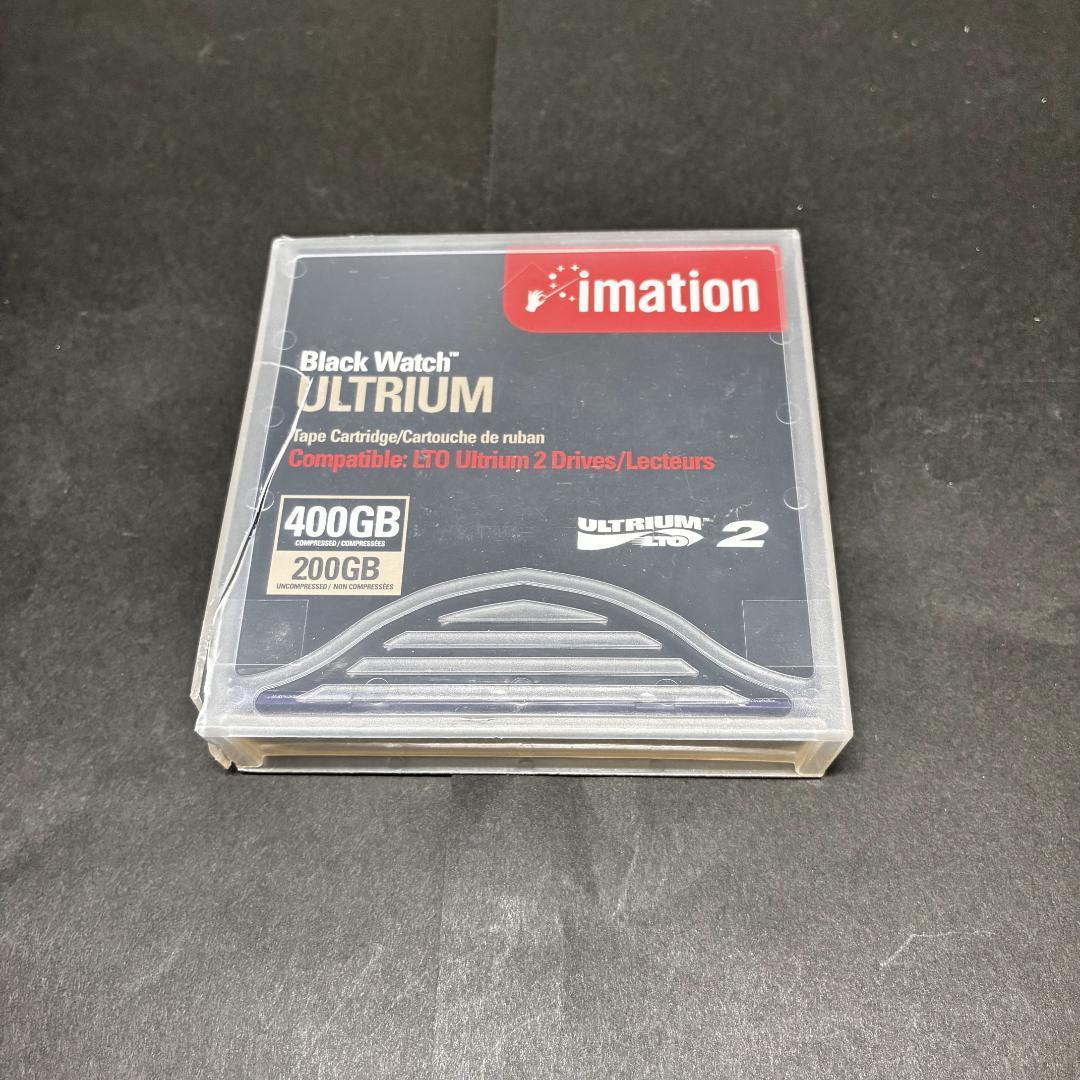 imation
Black Watch™
ULTRIUM
Tape Cartridge/Cartouche de ruban
Compatible: LTO Ultrium 2 Drives/Lecteurs
400GB
COMPRESSED / COMPRESSÉES
200GB
UNCOMPRESSED / NON COMPRESSÉES
ULTRIUM™ 2
LTO